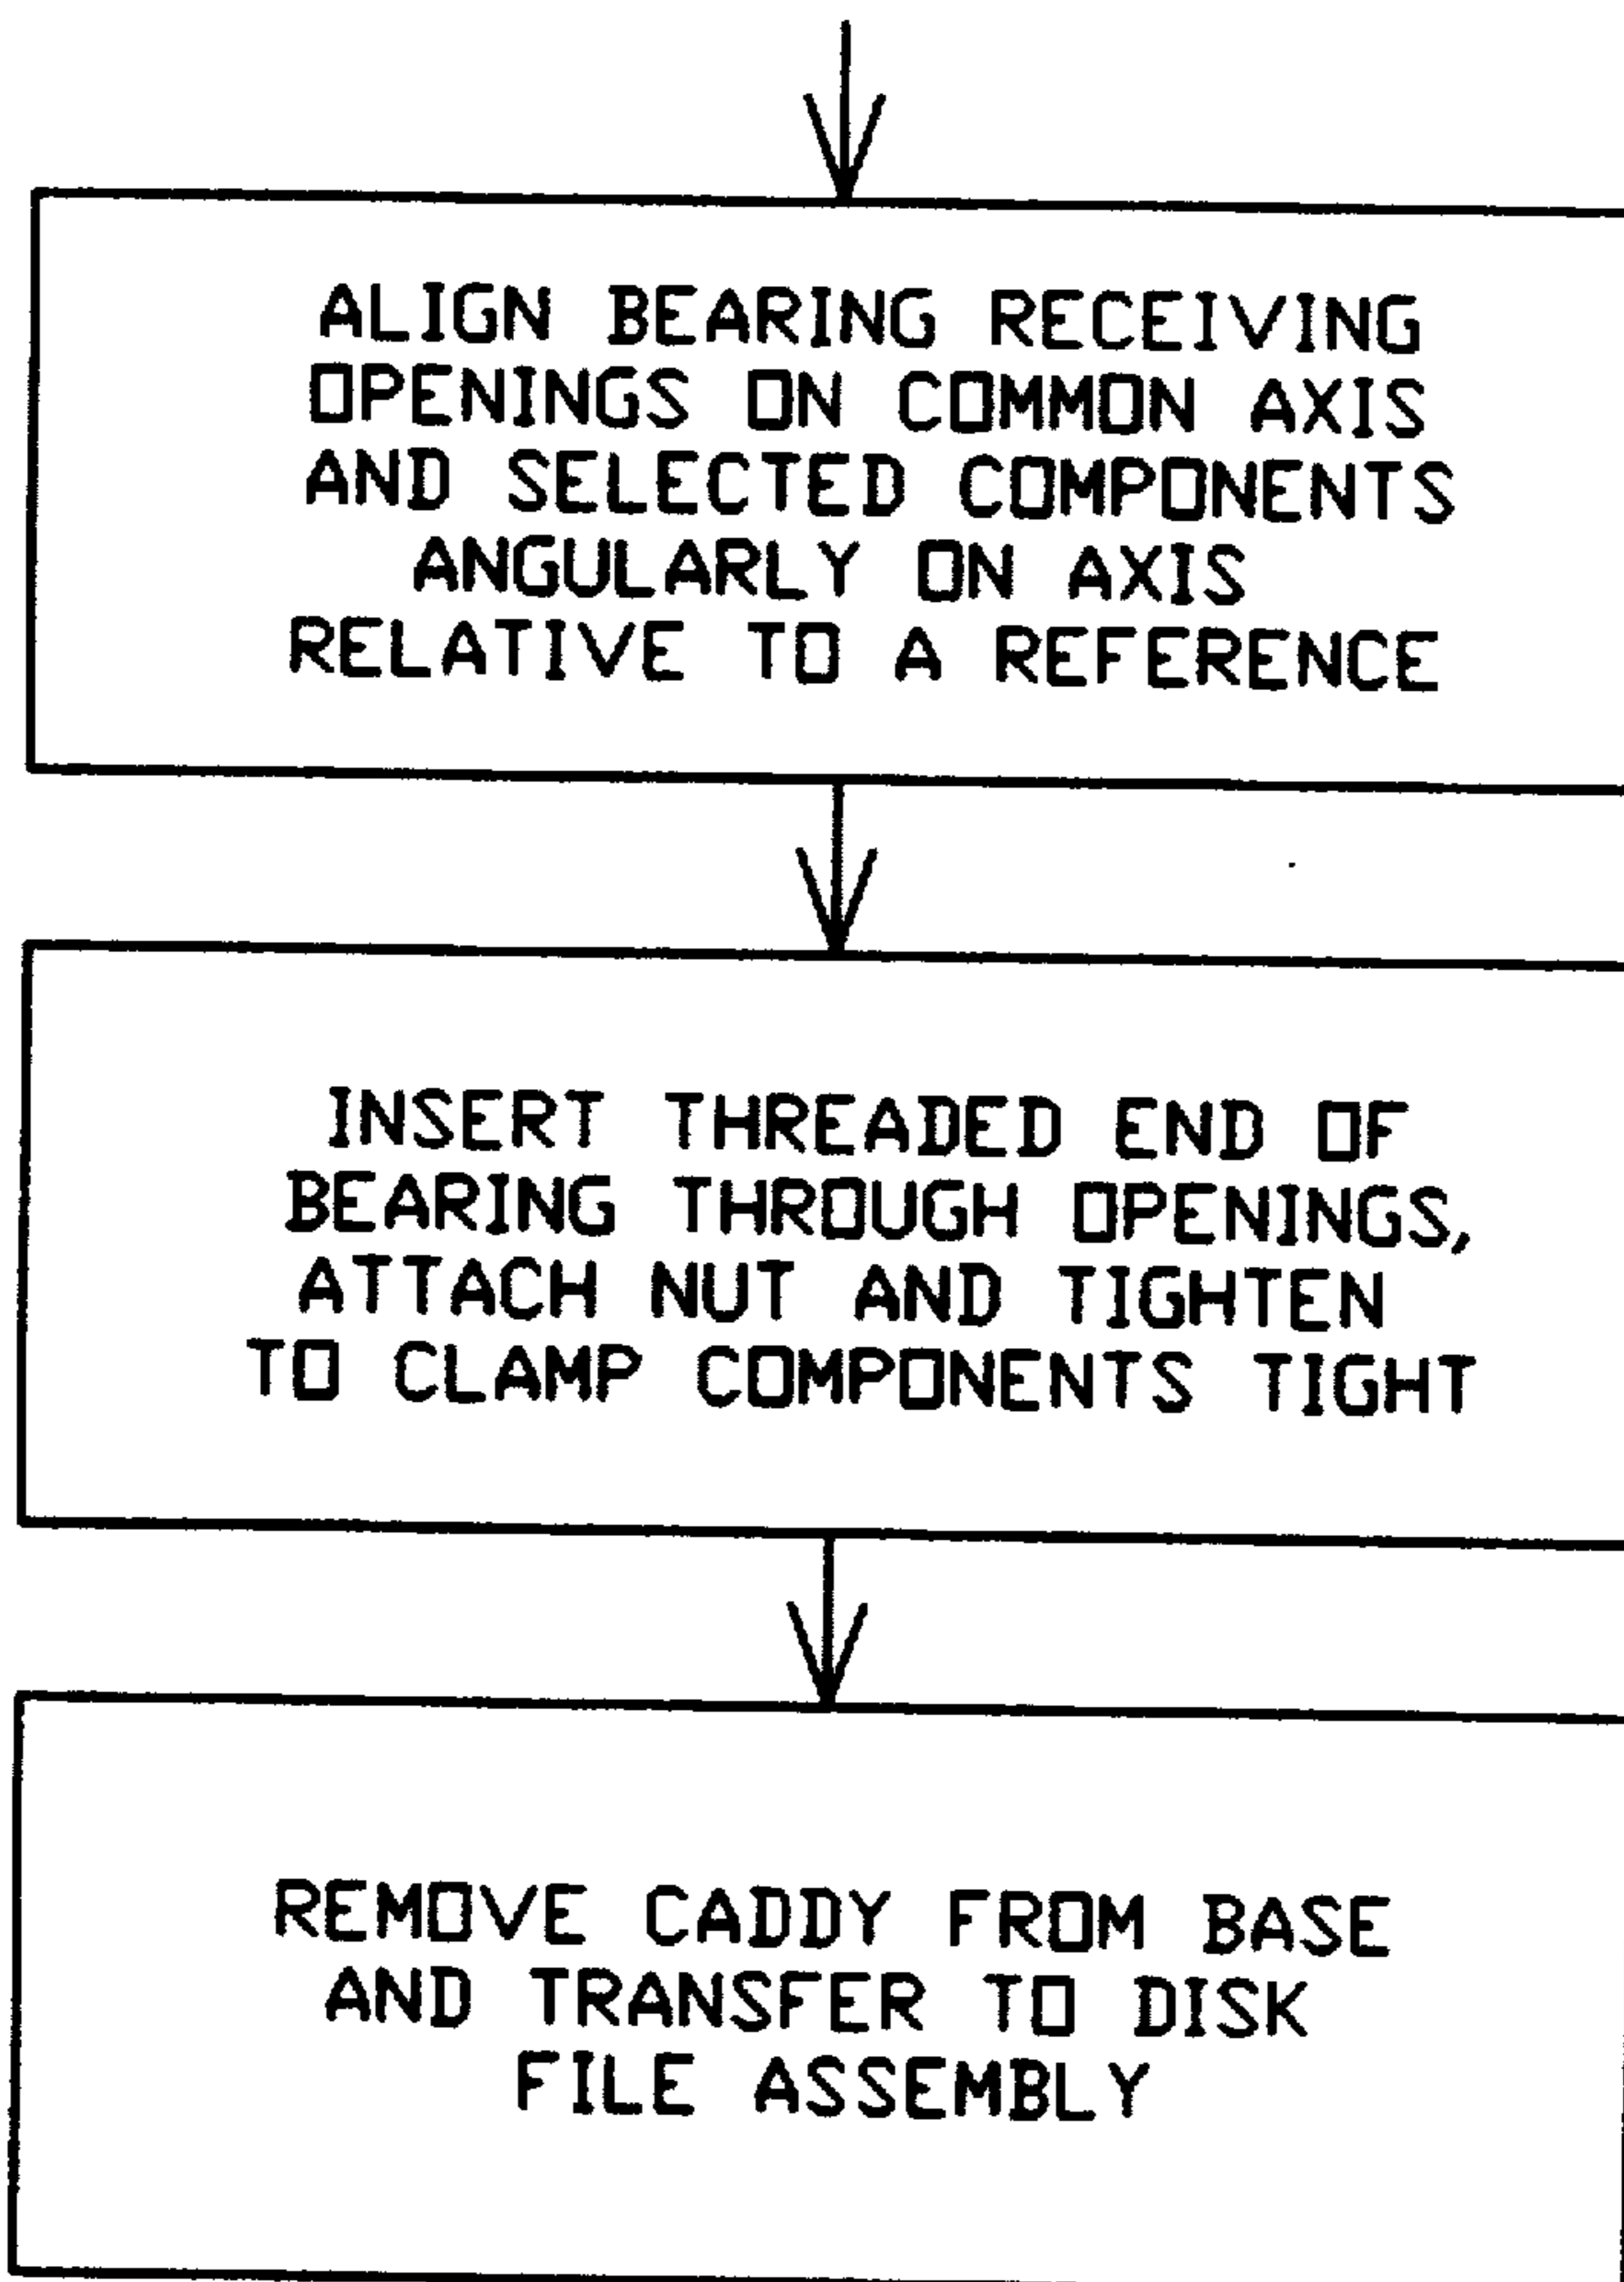 ALIGN BEARING RECEIVING
OPENINGS ON COMMON AXIS
AND SELECTED COMPONENTS
ANGULARLY ON AXIS
RELATIVE TO A REFERENCE
INSERT THREADED END OF
BEARING THROUGH OPENINGS,
ATTACH NUT AND TIGHTEN
TO CLAMP COMPONENTS TIGHT
REMOVE CADDY FROM BASE
AND TRANSFER TO DISK
FILE ASSEMBLY